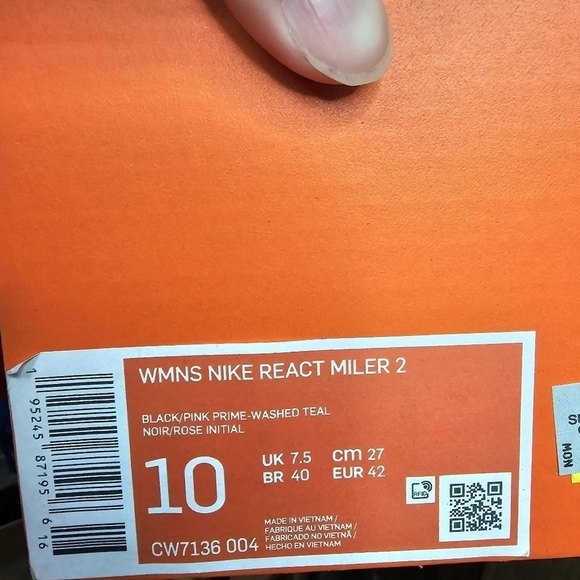 WMNS NIKE REACT MILER 2
BLACK/PINK PRIME-WASHED TEAL
NOIR/ROSE INITIAL
10
UK 7.5 cm 27
BR 40 EUR 42
RFID
CW7136 004
MADE IN VIETNAM /
FABRIQUE AU VIETNAM /
FABRICADO NO VIETNÃ /
HECHO EN VIETNAM
1 95245 87195 6 16
MON